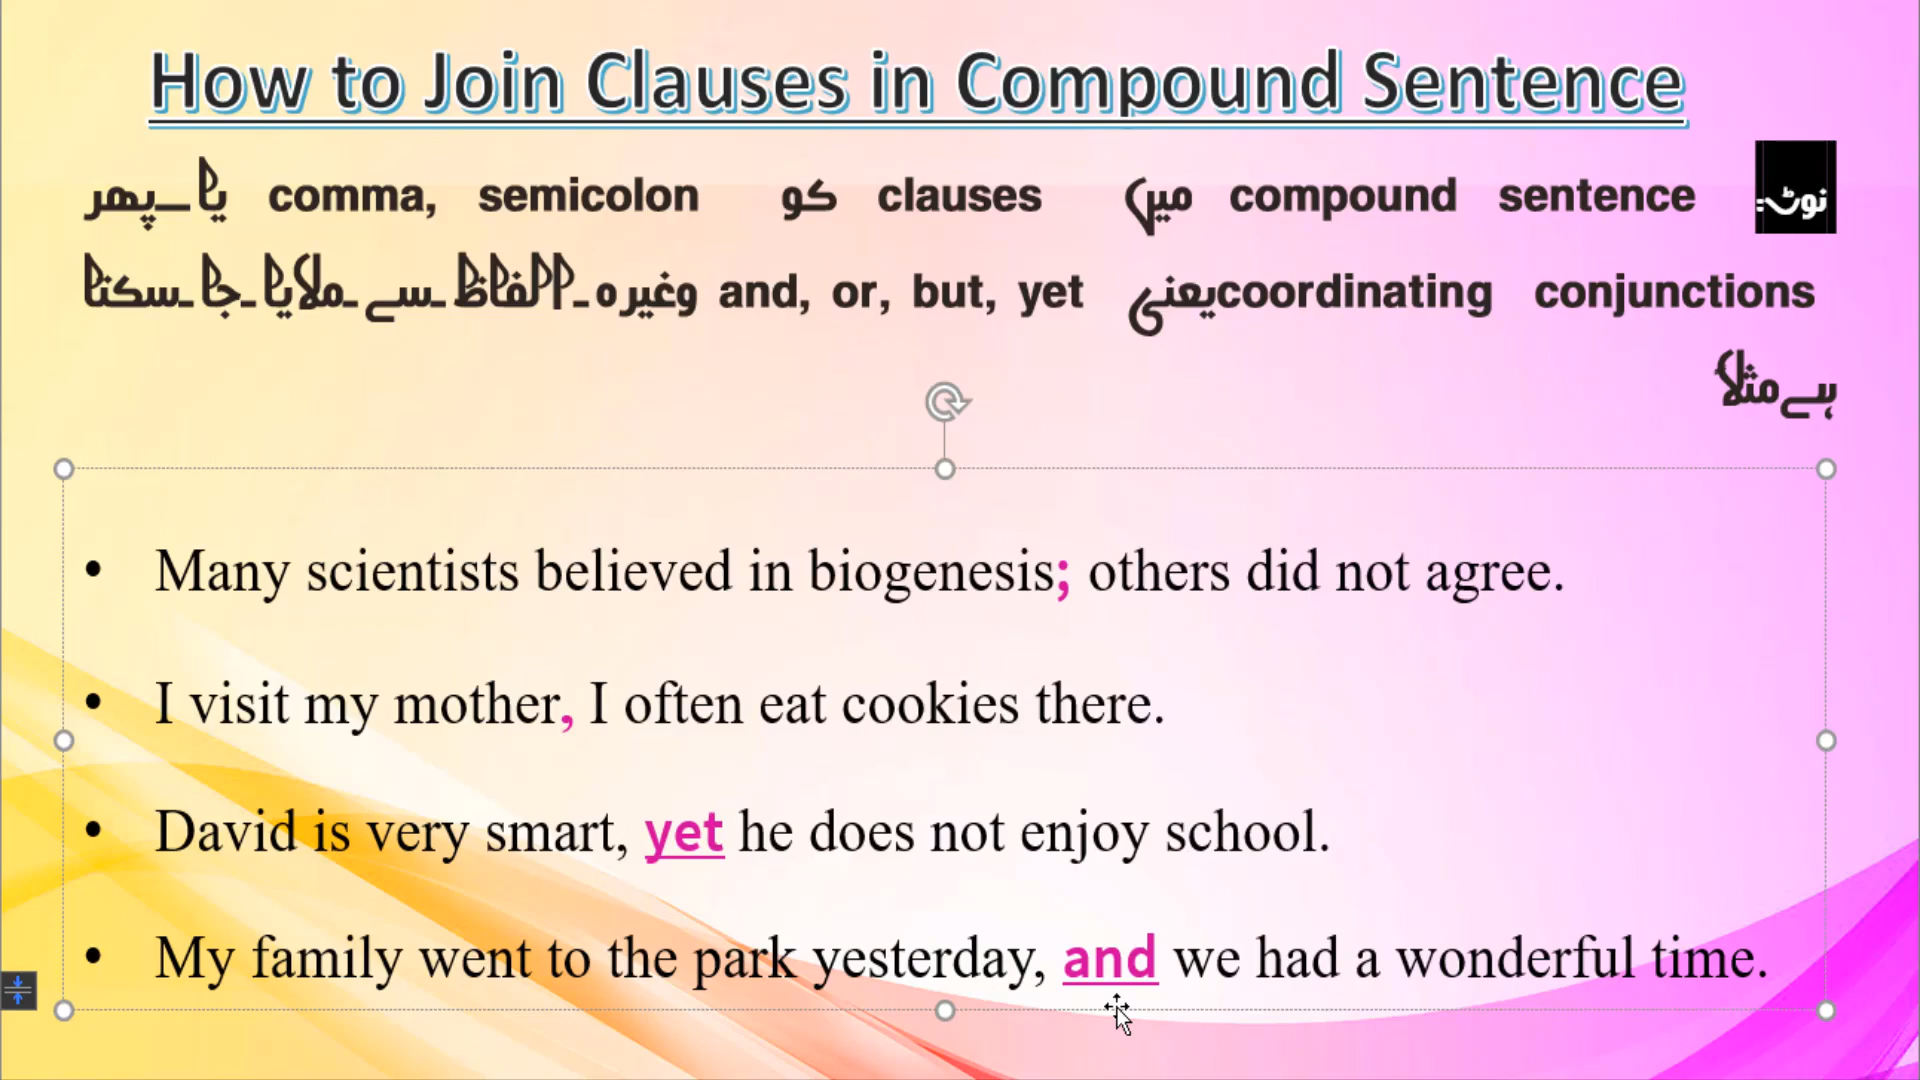 How to Join Clauses in Compound Sentence
نوٹ: compound sentence میں clauses کو comma, semicolon یا پھر
coordinating conjunctions یعنی and, or, but, yet وغیرہ الفاظ سے ملایا جا سکتا
ہے مثلاً
• Many scientists believed in biogenesis; others did not agree.
• I visit my mother, I often eat cookies there.
• David is very smart, yet he does not enjoy school.
• My family went to the park yesterday, and we had a wonderful time.